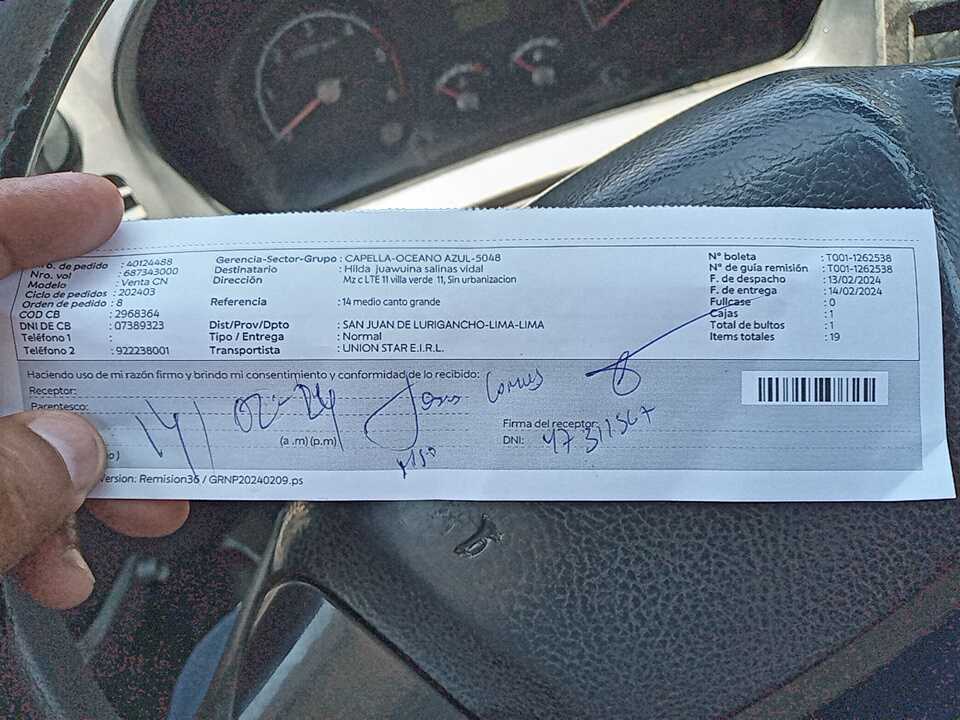 Nro. de pedido : 40124488
Nro. vol : 687343000
Modelo : Venta CN
Ciclo de pedidos : 202403
Orden de pedido : 8
COD CB : 2968364
DNI DE CB : 07389323
Teléfono 1 :
Teléfono 2 : 922238001
Gerencia-Sector-Grupo : CAPELLA-OCEANO AZUL-5048
Destinatario : Hilda juawuina salinas vidal
Dirección Mz c LTE 11 villa verde 11, Sin urbanizacion
Referencia : 14 medio canto grande
Dist/Prov/Dpto : SAN JUAN DE LURIGANCHO-LIMA-LIMA
Tipo / Entrega : Normal
Transportista : UNION STAR E.I.R.L.
N° boleta : T001-1262538
N° de guía remisión : T001-1262538
F. de despacho : 13/02/2024
F. de entrega : 14/02/2024
Fullcase : 0
Cajas : 1
Total de bultos : 1
Items totales : 19
Haciendo uso de mi razón firmo y brindo mi consentimiento y conformidad de lo recibido:
Receptor:
Parentesco:
14/02-24
(a .m) (p.m)
Firma del receptor:
DNI: 47311567
Version: Remision36 / GRNP20240209.ps